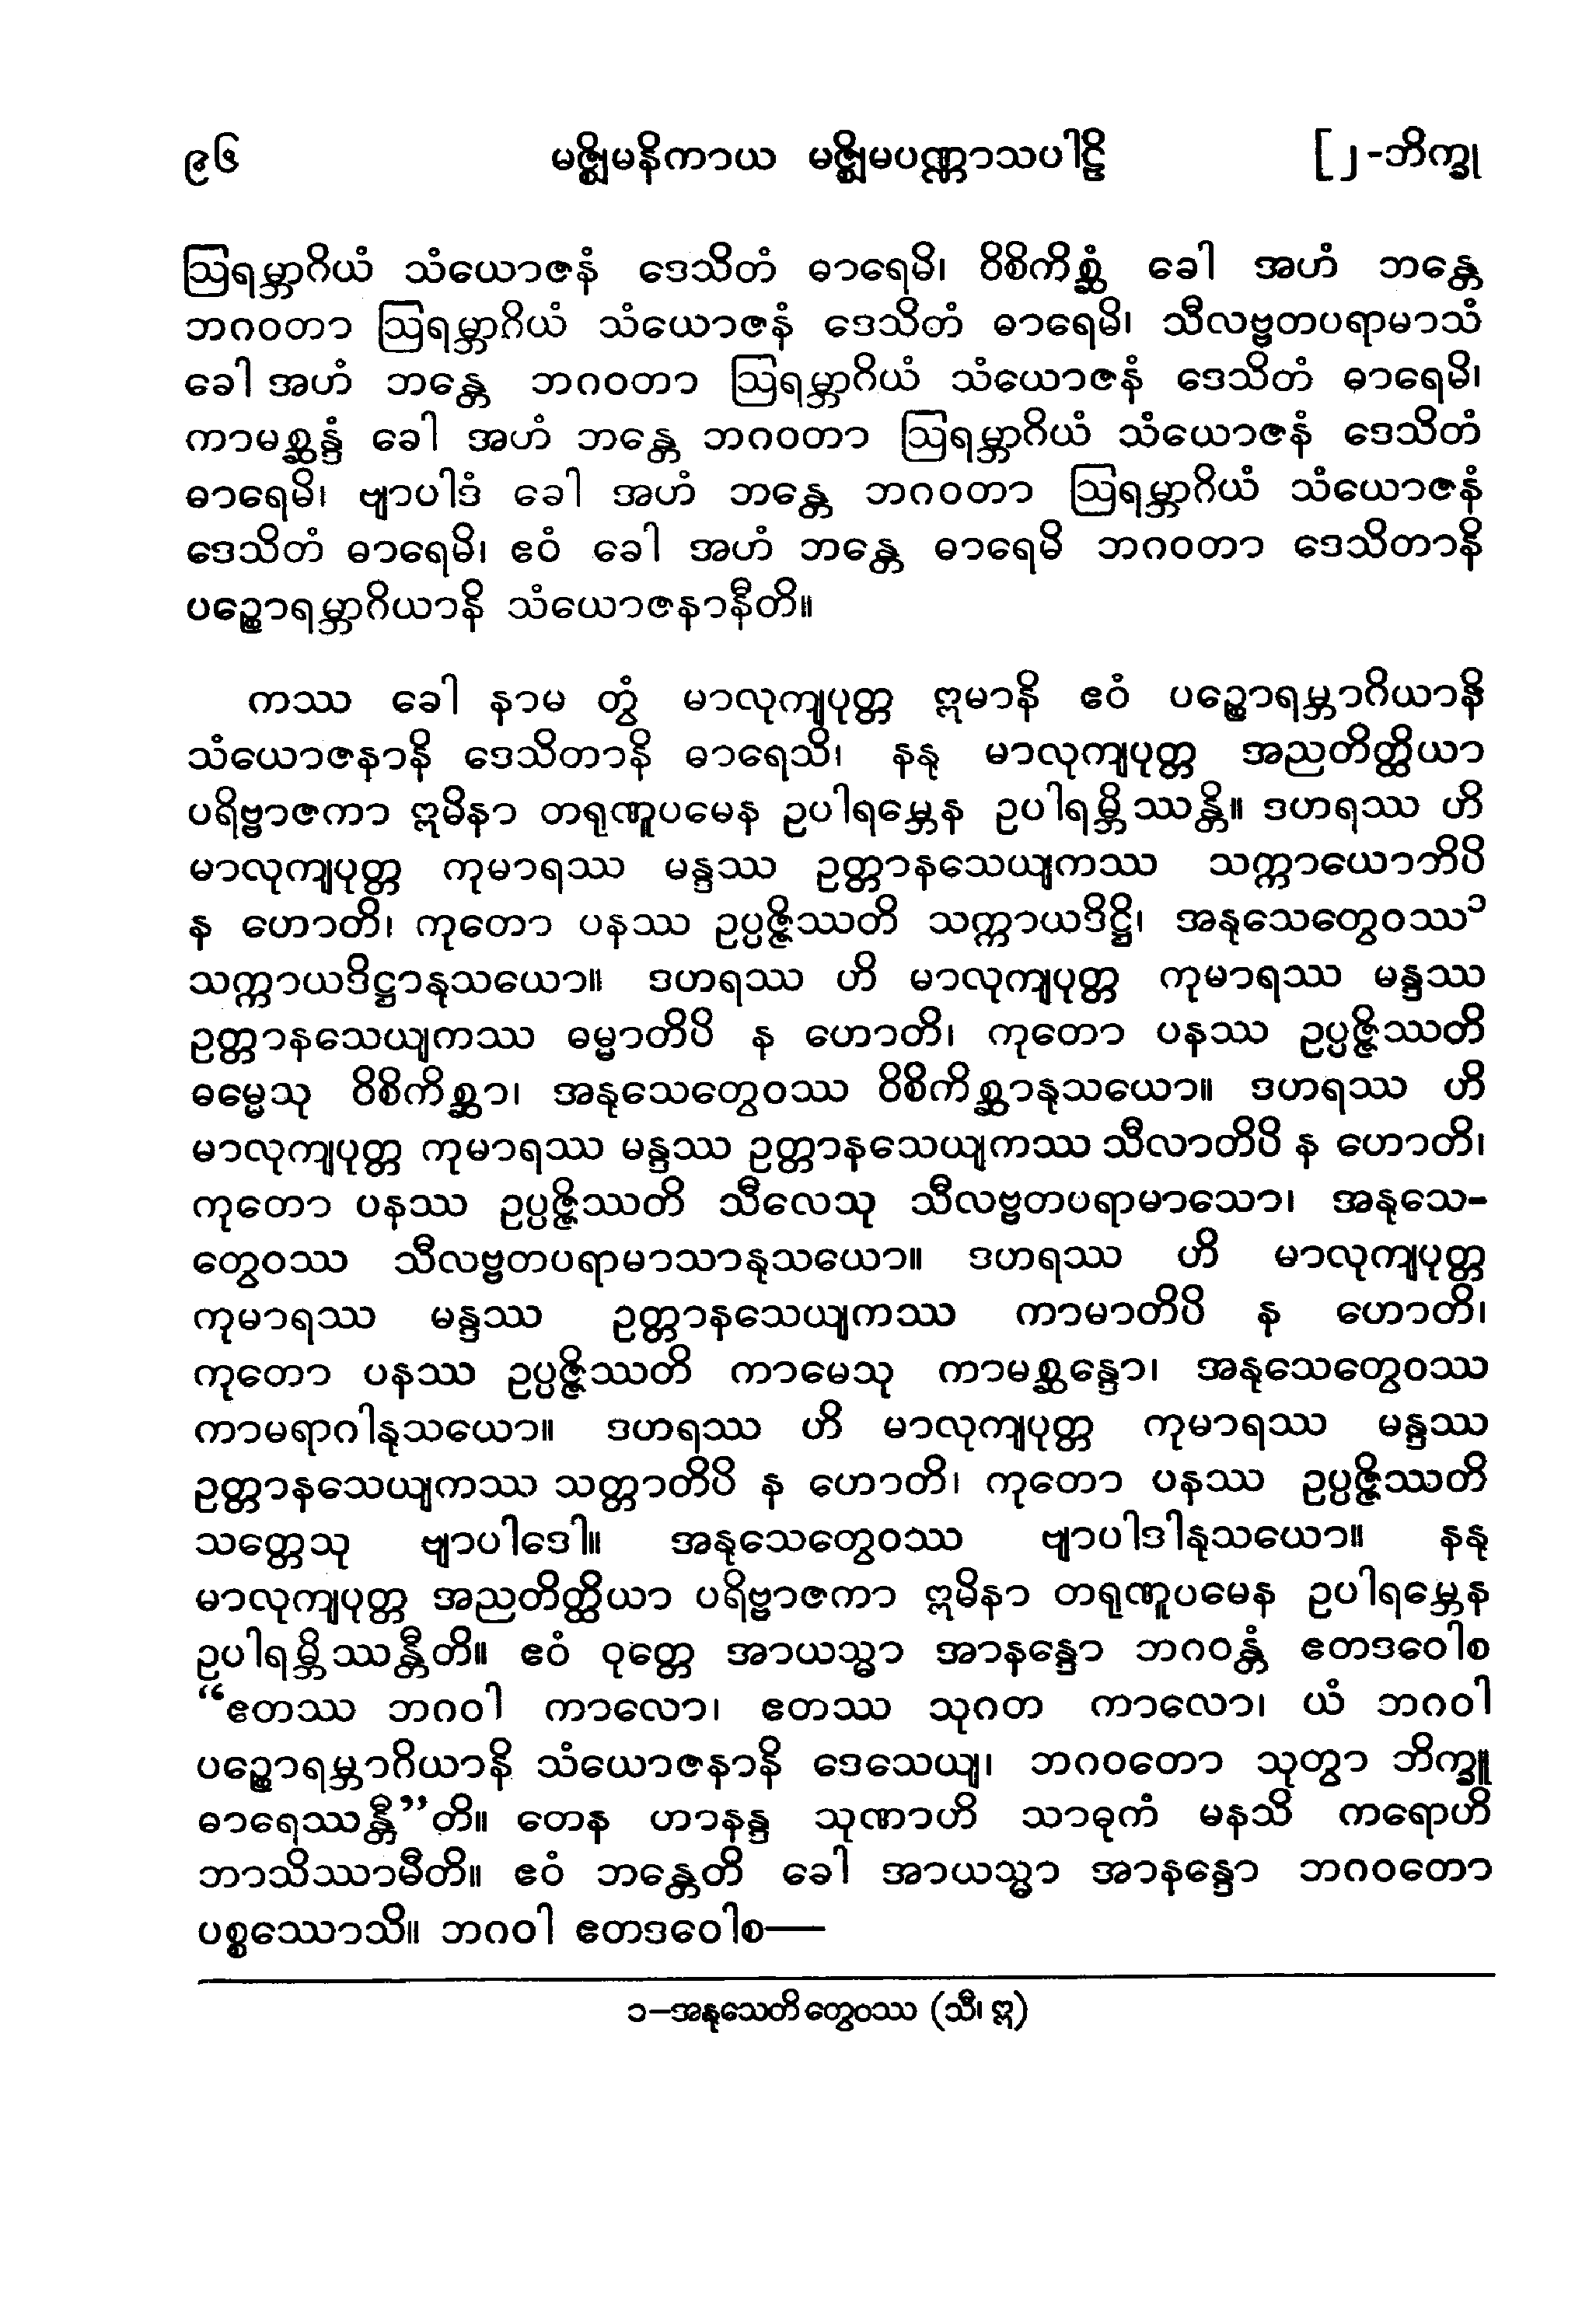 ၉၆ မဇ္ဈိမနိကာယ မဇ္ဈိမပဏ္ဏာသပါဠိ [၂-ဘိက္ခု
ဩရမ္ဘာဂိယံ သံယောဇနံ ဒေသိတံ ဓာရေမိ၊ ဝိစိကိစ္ဆံ ခေါ အဟံ ဘန္တေ
ဘဂဝတာ ဩရမ္ဘာဂိယံ သံယောဇနံ ဒေသိတံ ဓာရေမိ၊ သီလဗ္ဗတပရာမာသံ
ခေါ အဟံ ဘန္တေ ဘဂဝတာ ဩရမ္ဘာဂိယံ သံယောဇနံ ဒေသိတံ ဓာရေမိ၊
ကာမစ္ဆန္ဒံ ခေါ အဟံ ဘန္တေ ဘဂဝတာ ဩရမ္ဘာဂိယံ သံယောဇနံ ဒေသိတံ
ဓာရေမိ၊ ဗျာပါဒံ ခေါ အဟံ ဘန္တေ ဘဂဝတာ ဩရမ္ဘာဂိယံ သံယောဇနံ
ဒေသိတံ ဓာရေမိ၊ ဧဝံ ခေါ အဟံ ဘန္တေ ဓာရေမိ ဘဂဝတာ ဒေသိတာနိ
ပဉ္စောရမ္ဘာဂိယာနိ သံယောဇနာနီတိ။
ကဿ ခေါ နာမ တွံ မာလုကျပုတ္တ ဣမာနိ ဧဝံ ပဉ္စောရမ္ဘာဂိယာနိ
သံယောဇနာနိ ဒေသိတာနိ ဓာရေသိ၊ နနု မာလုကျပုတ္တ အညတိတ္ထိယာ
ပရိဗ္ဗာဇကာ ဣမိနာ တရုဏူပမေန ဥပါရမ္ဘေန ဥပါရမ္ဘိဿန္တိ။ ဒဟရဿ ဟိ
မာလုကျပုတ္တ ကုမာရဿ မန္ဒဿ ဥတ္တာနသေယျကဿ သက္ကာယောဘိပိ
န ဟောတိ၊ ကုတော ပနဿ ဥပ္ပဇ္ဇိဿတိ သက္ကာယဒိဋ္ဌိ၊ အနုသေတွေဝဿ ၁
သက္ကာယဒိဋ္ဌာနုသယော။ ဒဟရဿ ဟိ မာလုကျပုတ္တ ကုမာရဿ မန္ဒဿ
ဥတ္တာနသေယျကဿ ဓမ္မာတိပိ န ဟောတိ၊ ကုတော ပနဿ ဥပ္ပဇ္ဇိဿတိ
ဓမ္မေသု ဝိစိကိစ္ဆာ၊ အနုသေတွေဝဿ ဝိစိကိစ္ဆာနုသယော။ ဒဟရဿ ဟိ
မာလုကျပုတ္တ ကုမာရဿ မန္ဒဿ ဥတ္တာနသေယျကဿ သီလာတိပိ န ဟောတိ၊
ကုတော ပနဿ ဥပ္ပဇ္ဇိဿတိ သီလေသု သီလဗ္ဗတပရာမာသော၊ အနုသေ-
တွေဝဿ သီလဗ္ဗတပရာမာသာနုသယော။ ဒဟရဿ ဟိ မာလုကျပုတ္တ
ကုမာရဿ မန္ဒဿ ဥတ္တာနသေယျကဿ ကာမာတိပိ န ဟောတိ၊
ကုတော ပနဿ ဥပ္ပဇ္ဇိဿတိ ကာမေသု ကာမစ္ဆန္ဒော၊ အနုသေတွေဝဿ
ကာမရာဂါနုသယော။ ဒဟရဿ ဟိ မာလုကျပုတ္တ ကုမာရဿ မန္ဒဿ
ဥတ္တာနသေယျကဿ သတ္တာတိပိ န ဟောတိ၊ ကုတော ပနဿ ဥပ္ပဇ္ဇိဿတိ
သတ္တေသု ဗျာပါဒေါ။ အနုသေတွေဝဿ ဗျာပါဒါနုသယော။ နနု
မာလုကျပုတ္တ အညတိတ္ထိယာ ပရိဗ္ဗာဇကာ ဣမိနာ တရုဏူပမေန ဥပါရမ္ဘေန
ဥပါရမ္ဘိဿန္တီတိ။ ဧဝံ ဝုတ္တေ အာယသ္မာ အာနန္ဒော ဘဂဝန္တံ ဧတဒဝေါစ
“ဧတဿ ဘဂဝါ ကာလော၊ ဧတဿ သုဂတ ကာလော၊ ယံ ဘဂဝါ
ပဉ္စောရမ္ဘာဂိယာနိ သံယောဇနာနိ ဒေသေယျ၊ ဘဂဝတော သုတွာ ဘိက္ခူ
ဓာရေဿန္တီ”တိ။ တေန ဟာနန္ဒ သုဏာဟိ သာဓုကံ မနသိ ကရောဟိ
ဘာသိဿာမီတိ။ ဧဝံ ဘန္တေတိ ခေါ အာယသ္မာ အာနန္ဒော ဘဂဝတော
ပစ္စဿောသိ။ ဘဂဝါ ဧတဒဝေါစ—
၁-အနုသေတိ တွေဝဿ (သီ၊ ဣ)